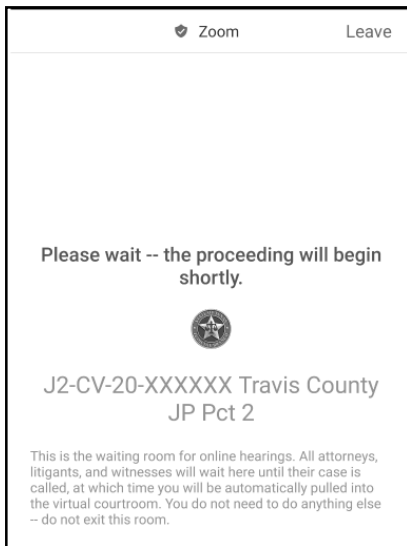 Zoom Leave
Please wait -- the proceeding will begin
shortly.
J2-CV-20-XXXXXX Travis County
JP Pct 2
This is the waiting room for online hearings. All attorneys,
litigants, and witnesses will wait here until their case is
called, at which time you will be automatically pulled into
the virtual courtroom. You do not need to do anything else
-- do not exit this room.